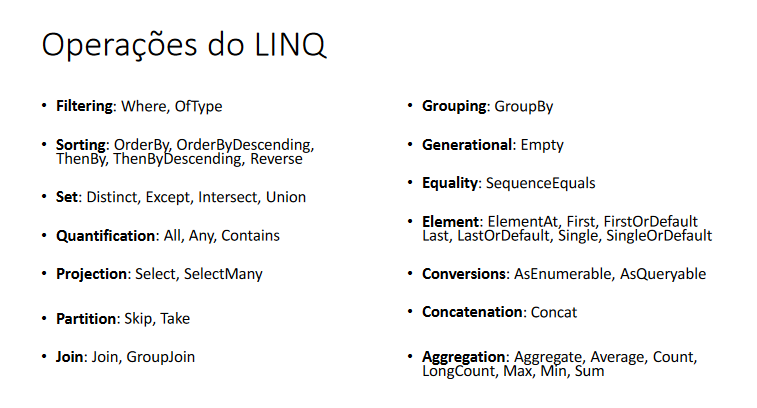 Operações do LINQ
• Filtering: Where, OfType
• Sorting: OrderBy, OrderByDescending,
ThenBy, ThenByDescending, Reverse
• Set: Distinct, Except, Intersect, Union
• Quantification: All, Any, Contains
• Projection: Select, SelectMany
• Partition: Skip, Take
• Join: Join, GroupJoin
• Grouping: GroupBy
• Generational: Empty
• Equality: SequenceEquals
• Element: ElementAt, First, FirstOrDefault
Last, LastOrDefault, Single, SingleOrDefault
• Conversions: AsEnumerable, AsQueryable
• Concatenation: Concat
• Aggregation: Aggregate, Average, Count,
LongCount, Max, Min, Sum